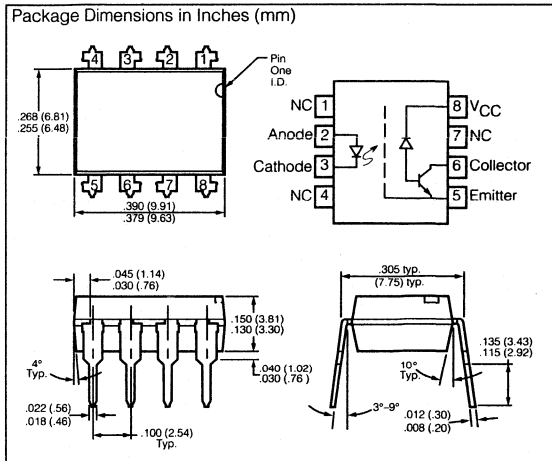 Package Dimensions in Inches (mm)
4 3 2 1
Pin
One
I.D.
.268 (6.81)
.255 (6.48)
5 6 7 8
.390 (9.91)
.379 (9.63)
NC 1
Anode 2
Cathode 3
NC 4
8 VCC
7 NC
6 Collector
5 Emitter
.045 (1.14)
.030 (.76)
.150 (3.81)
.130 (3.30)
4°
Typ.
.040 (1.02)
.030 (.76 )
.022 (.56)
.018 (.46)
.100 (2.54)
Typ.
.305 typ.
(7.75) typ.
.135 (3.43)
.115 (2.92)
10°
Typ.
3°–9°
.012 (.30)
.008 (.20)